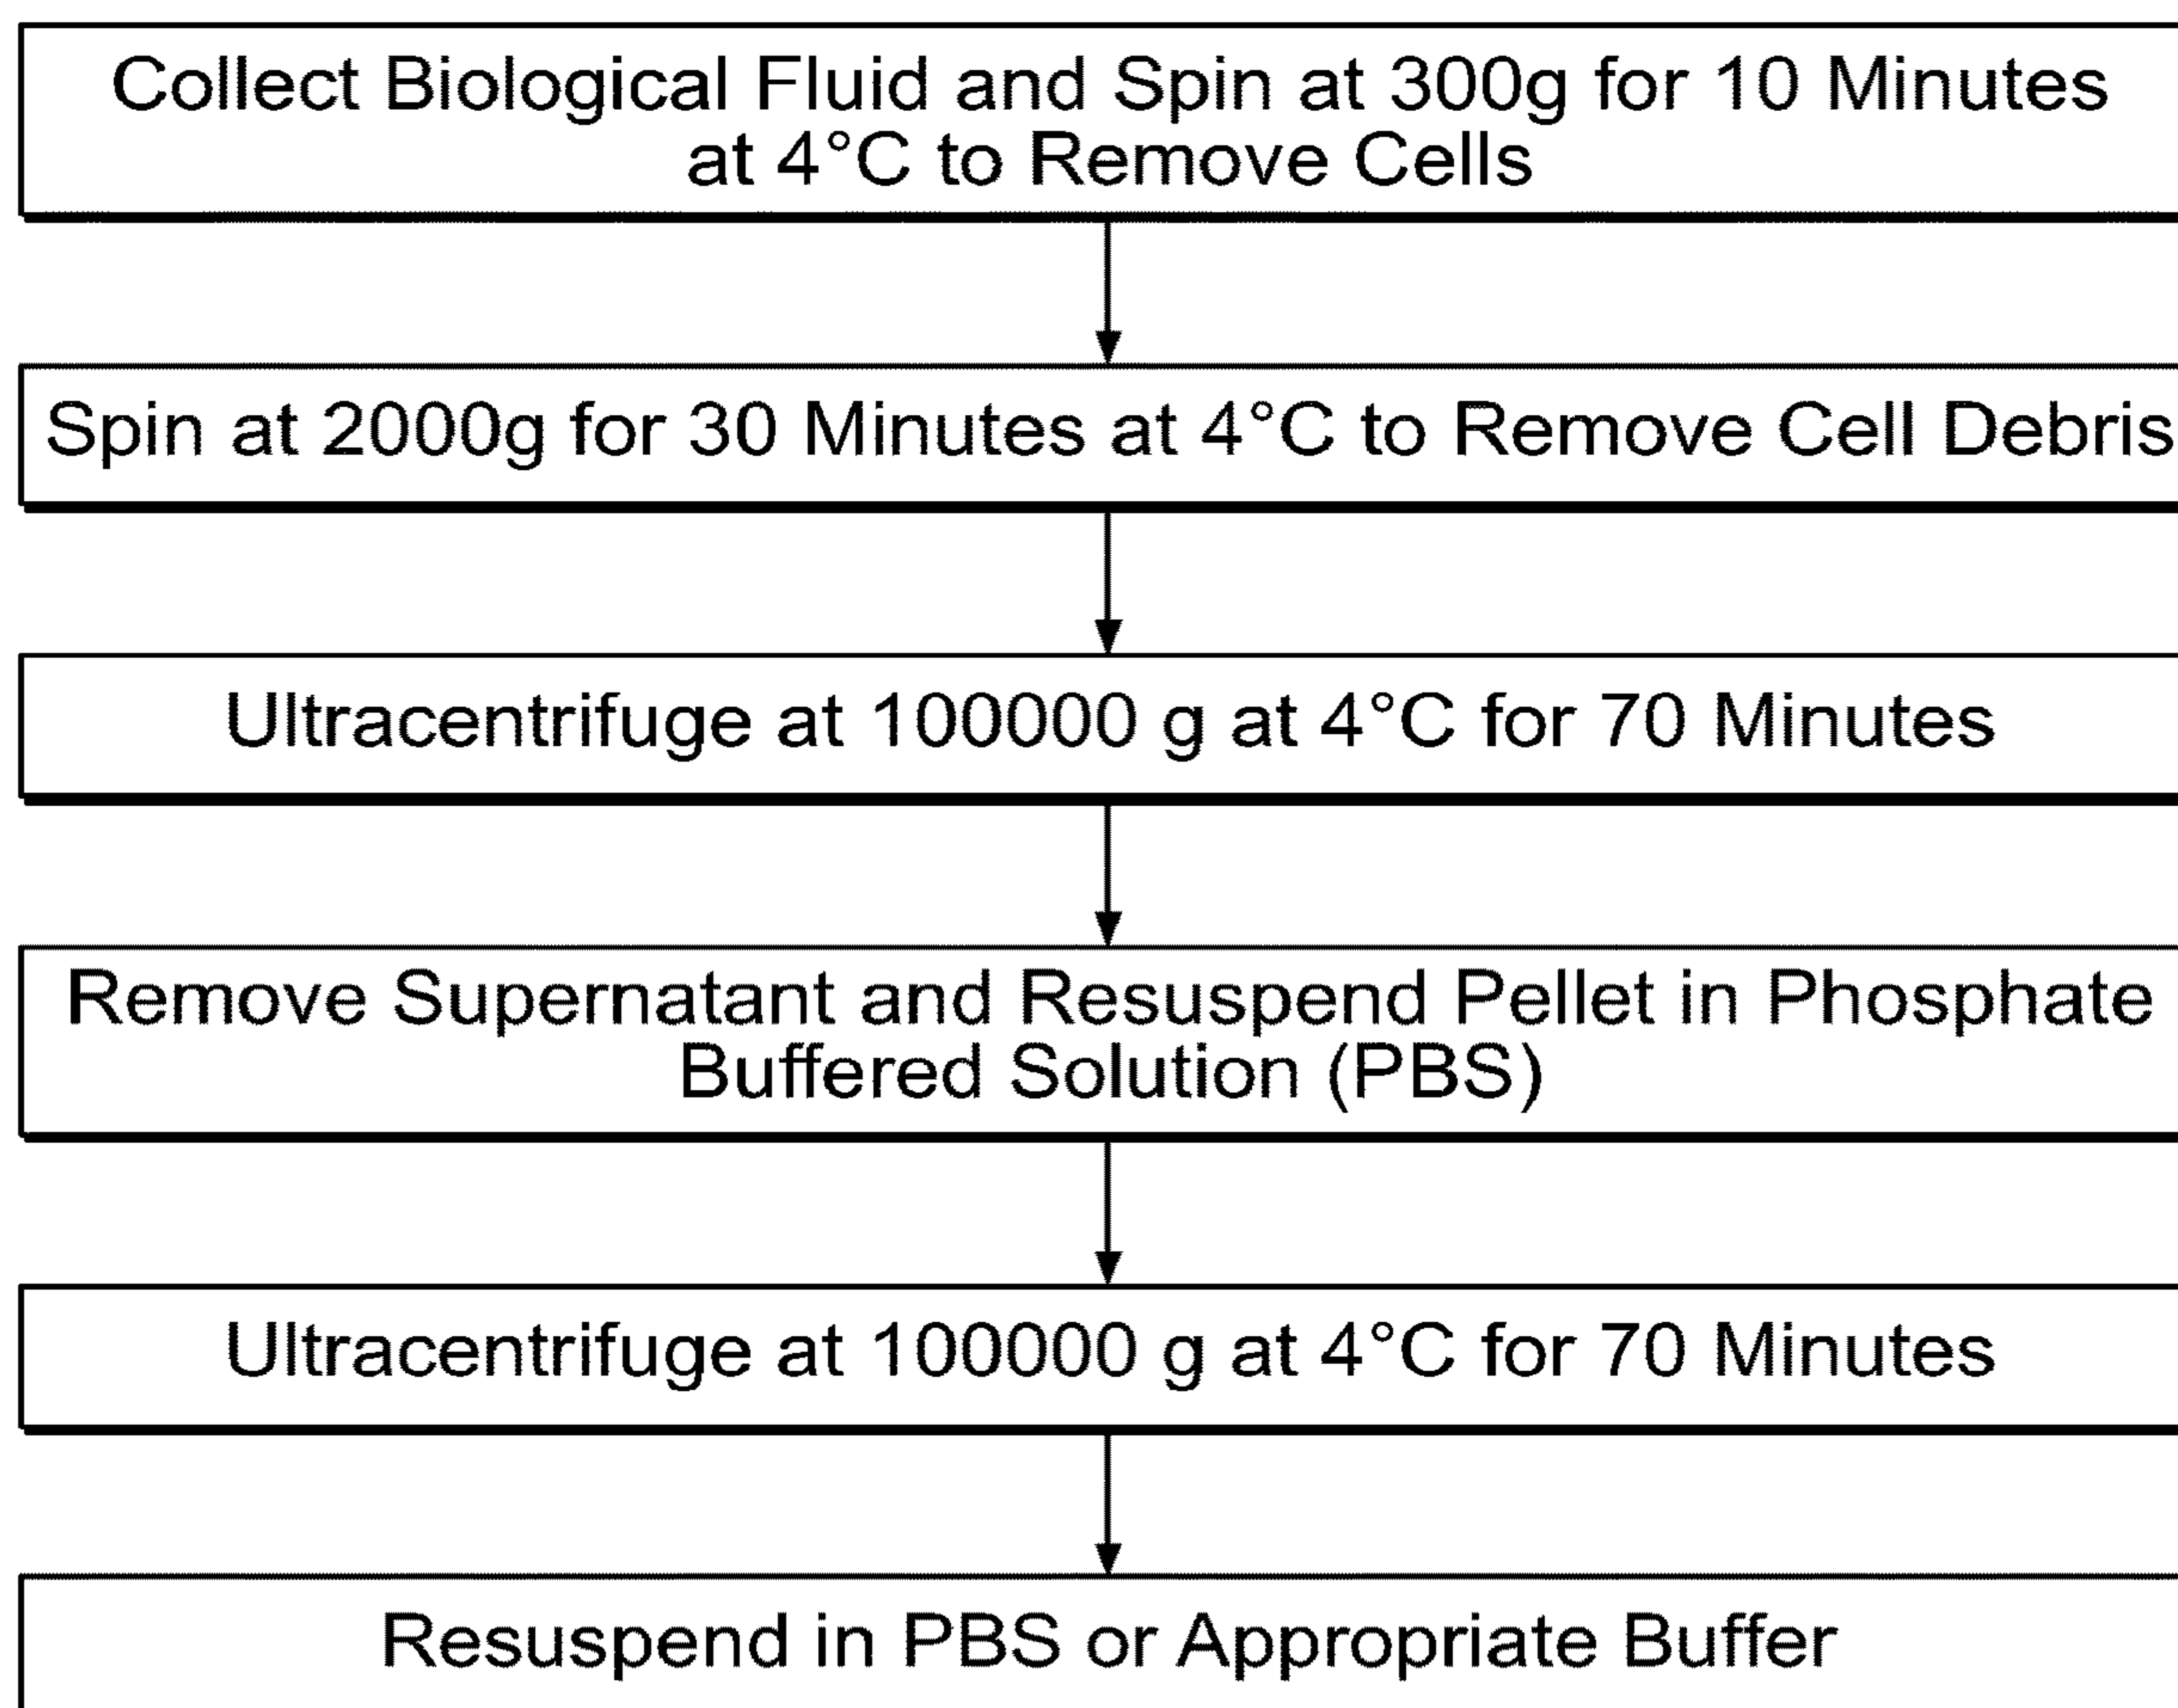 Collect Biological Fluid and Spin at 300g for 10 Minutes
at 4°C to Remove Cells
Spin at 2000g for 30 Minutes at 4°C to Remove Cell Debris
Ultracentrifuge at 100000 g at 4°C for 70 Minutes
Remove Supernatant and Resuspend Pellet in Phosphate
Buffered Solution (PBS)
Ultracentrifuge at 100000 g at 4°C for 70 Minutes
Resuspend in PBS or Appropriate Buffer